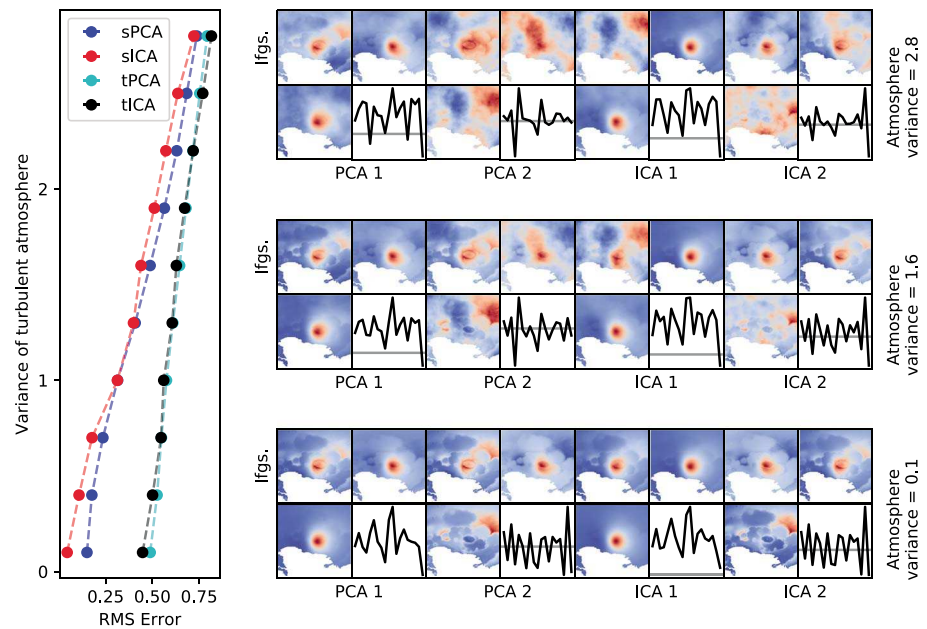 sPCA
sICA
tPCA
tICA
Variance of turbulent atmosphere
2
1
0
0.25 0.50 0.75
RMS Error
Ifgs.
PCA 1 PCA 2 ICA 1 ICA 2
Atmosphere
variance = 2.8
Ifgs.
PCA 1 PCA 2 ICA 1 ICA 2
Atmosphere
variance = 1.6
Ifgs.
PCA 1 PCA 2 ICA 1 ICA 2
Atmosphere
variance = 0.1